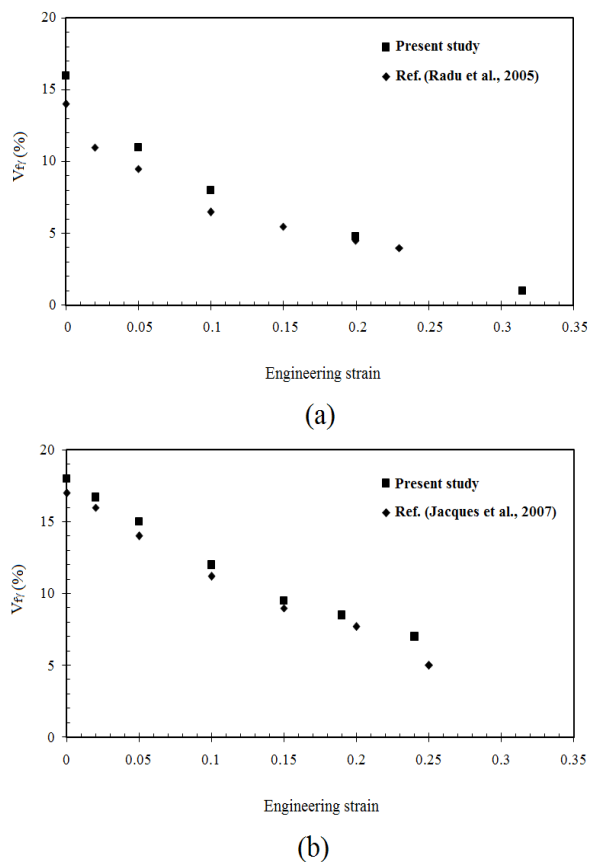 20
Present study
Ref. (Radu et al., 2005)
15
Vfγ (%)
10
5
0
0 0.05 0.1 0.15 0.2 0.25 0.3 0.35
Engineering strain
(a)
20
Present study
Ref. (Jacques et al., 2007)
15
Vfγ (%)
10
5
0
0 0.05 0.1 0.15 0.2 0.25 0.3 0.35
Engineering strain
(b)